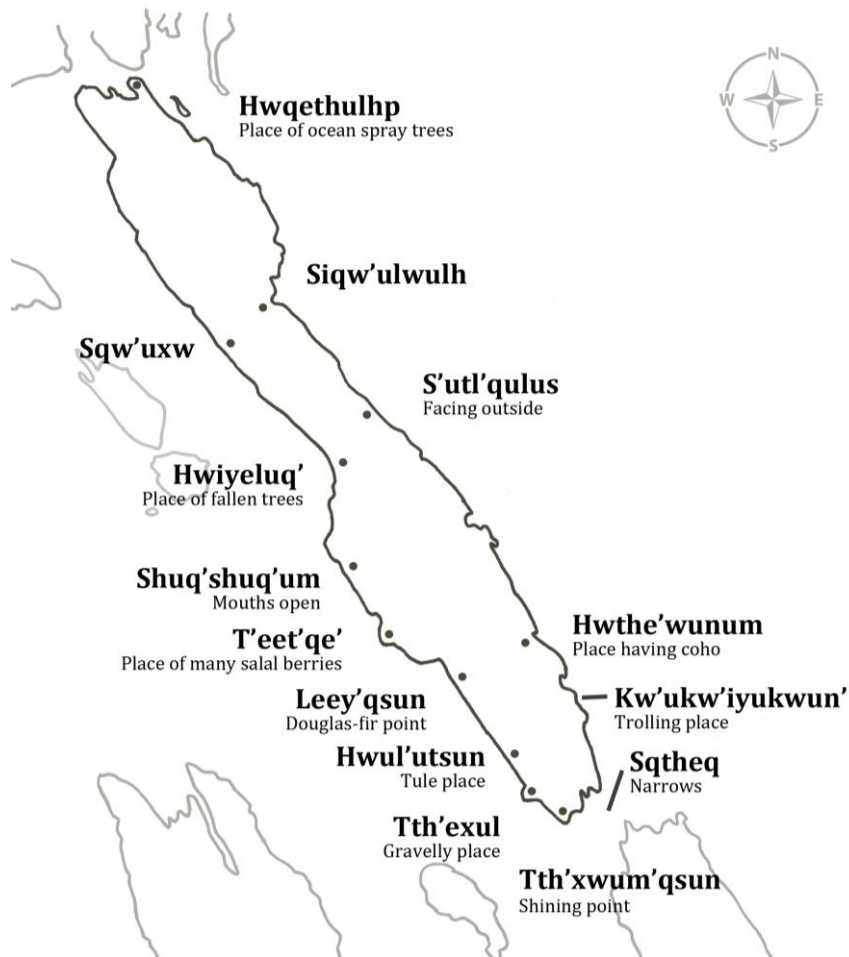 N
W E
S
Hwqethulhp
Place of ocean spray trees
Siqw'ulwulh
Sqw'uxw
S'utl'qulus
Facing outside
Hwiyeluq'
Place of fallen trees
Shuq'shuq'um
Mouths open
T'eet'qe'
Place of many salal berries
Hwthe'wunum
Place having coho
Leey'qsun
Douglas-fir point
Kw'ukw'iyukwun'
Trolling place
Hwul'utsun
Tule place
Sqtheq
Narrows
Tth'exul
Gravelly place
Tth'xwum'qsun
Shining point